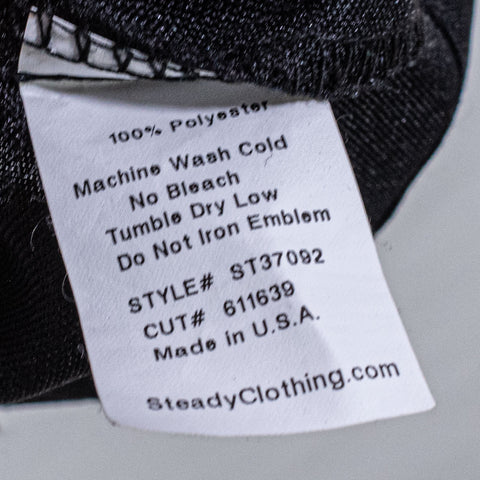 100% Polyester
Machine Wash Cold
No Bleach
Tumble Dry Low
Do Not Iron Emblem
STYLE# ST37092
CUT# 611639
Made in U.S.A.
SteadyClothing.com